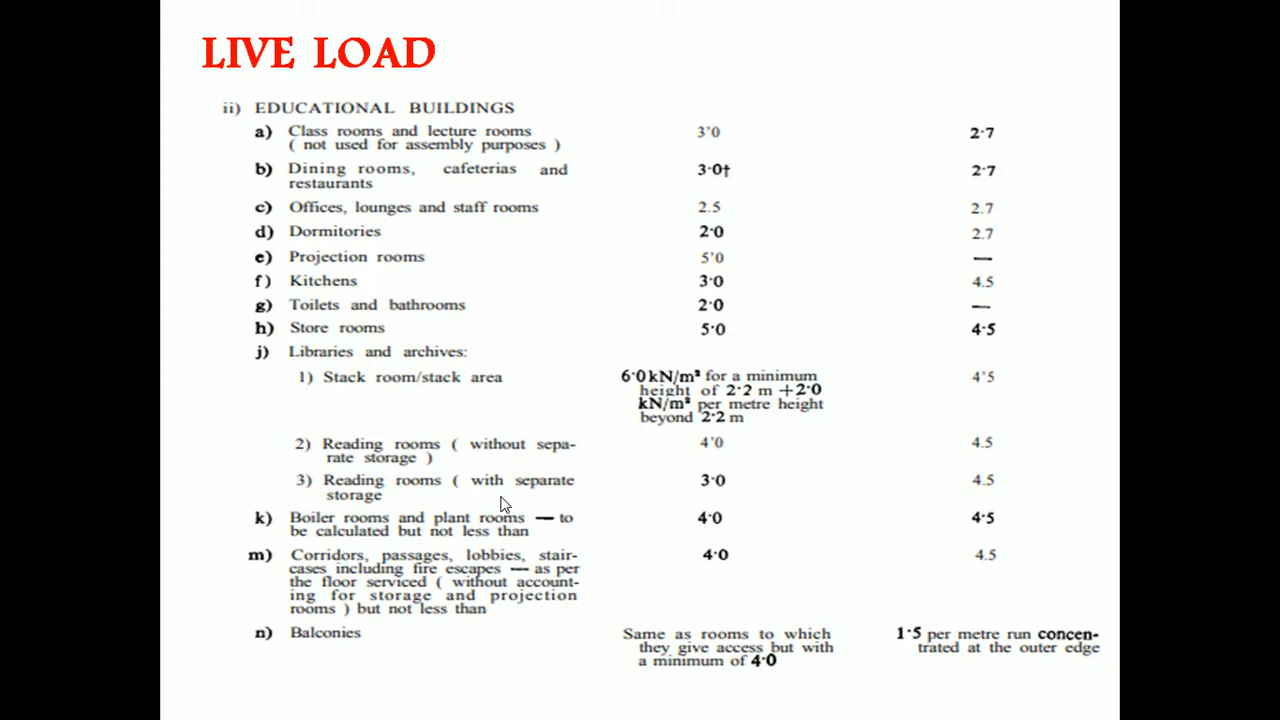 LIVE LOAD
ii) EDUCATIONAL BUILDINGS
a) Class rooms and lecture rooms 3'0 2·7
( not used for assembly purposes )
b) Dining rooms, cafeterias and 3·0† 2·7
restaurants
c) Offices, lounges and staff rooms 2.5 2.7
d) Dormitories 2·0 2.7
e) Projection rooms 5'0 —
f) Kitchens 3·0 4.5
g) Toilets and bathrooms 2·0 —
h) Store rooms 5·0 4·5
j) Libraries and archives:
1) Stack room/stack area 6·0 kN/m² for a minimum 4'5
height of 2·2 m +2·0
kN/m² per metre height
beyond 2·2 m
2) Reading rooms ( without sepa- 4'0 4.5
rate storage )
3) Reading rooms ( with separate 3·0 4.5
storage
k) Boiler rooms and plant rooms — to 4·0 4·5
be calculated but not less than
m) Corridors, passages, lobbies, stair- 4·0 4.5
cases including fire escapes — as per
the floor serviced ( without account-
ing for storage and projection
rooms ) but not less than
n) Balconies Same as rooms to which 1·5 per metre run concen-
they give access but with trated at the outer edge
a minimum of 4·0